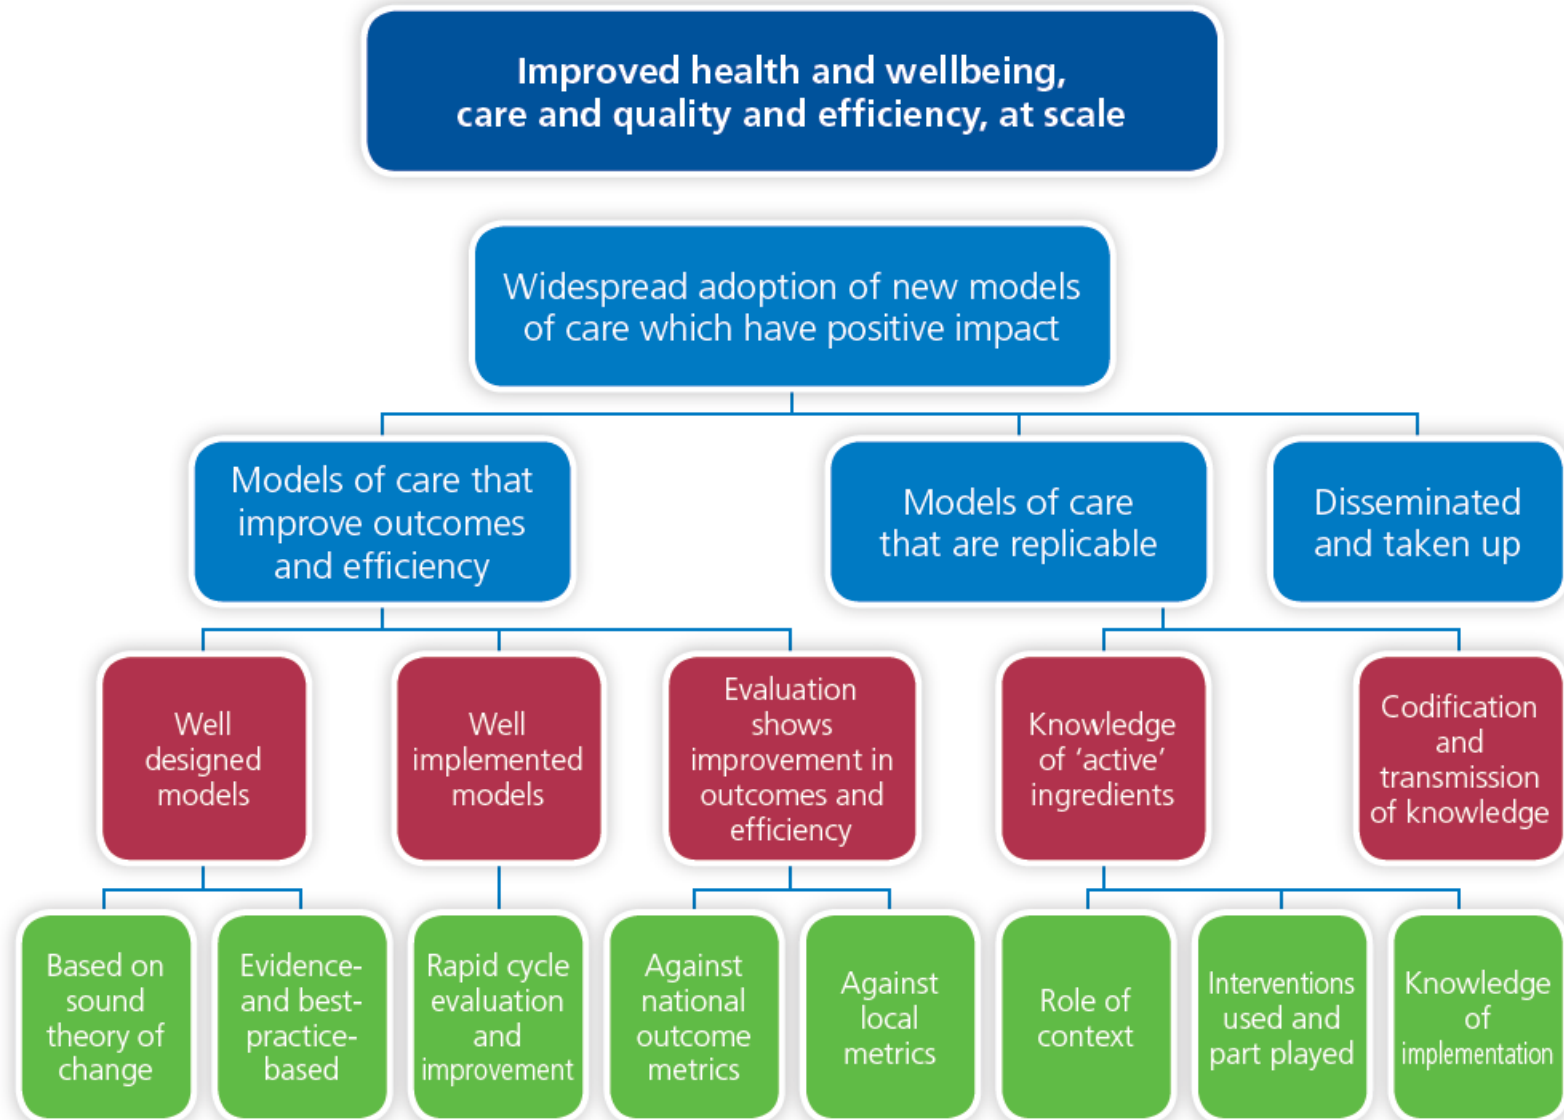 Improved health and wellbeing,
care and quality and efficiency, at scale
Widespread adoption of new models
of care which have positive impact
Models of care that
improve outcomes
and efficiency
Models of care
that are replicable
Disseminated
and taken up
Well
designed
models
Well
implemented
models
Evaluation
shows
improvement in
outcomes and
efficiency
Knowledge
of ‘active’
ingredients
Codification
and
transmission
of knowledge
Based on
sound
theory of
change
Evidence-
and best-
practice-
based
Rapid cycle
evaluation
and
improvement
Against
national
outcome
metrics
Against
local
metrics
Role of
context
Interventions
used and
part played
Knowledge
of
implementation